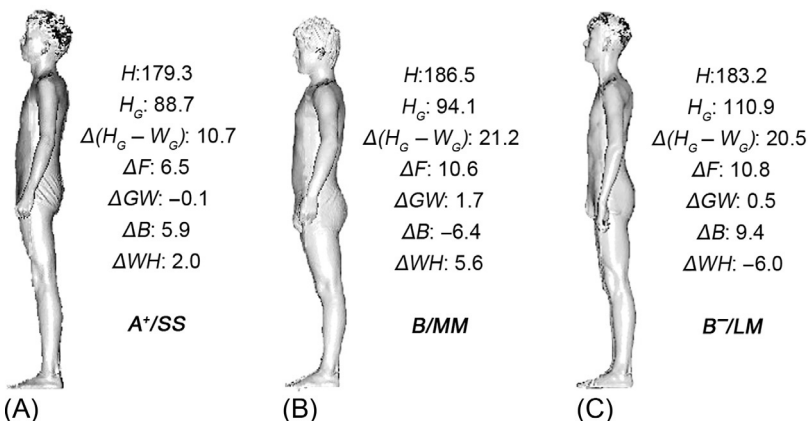 H:179.3
H_G: 88.7
Δ(H_G – W_G): 10.7
ΔF: 6.5
ΔGW: –0.1
ΔB: 5.9
ΔWH: 2.0
A⁺/SS
(A)
H:186.5
H_G: 94.1
Δ(H_G – W_G): 21.2
ΔF: 10.6
ΔGW: 1.7
ΔB: –6.4
ΔWH: 5.6
B/MM
(B)
H:183.2
H_G: 110.9
Δ(H_G – W_G): 20.5
ΔF: 10.8
ΔGW: 0.5
ΔB: 9.4
ΔWH: –6.0
B⁻/LM
(C)